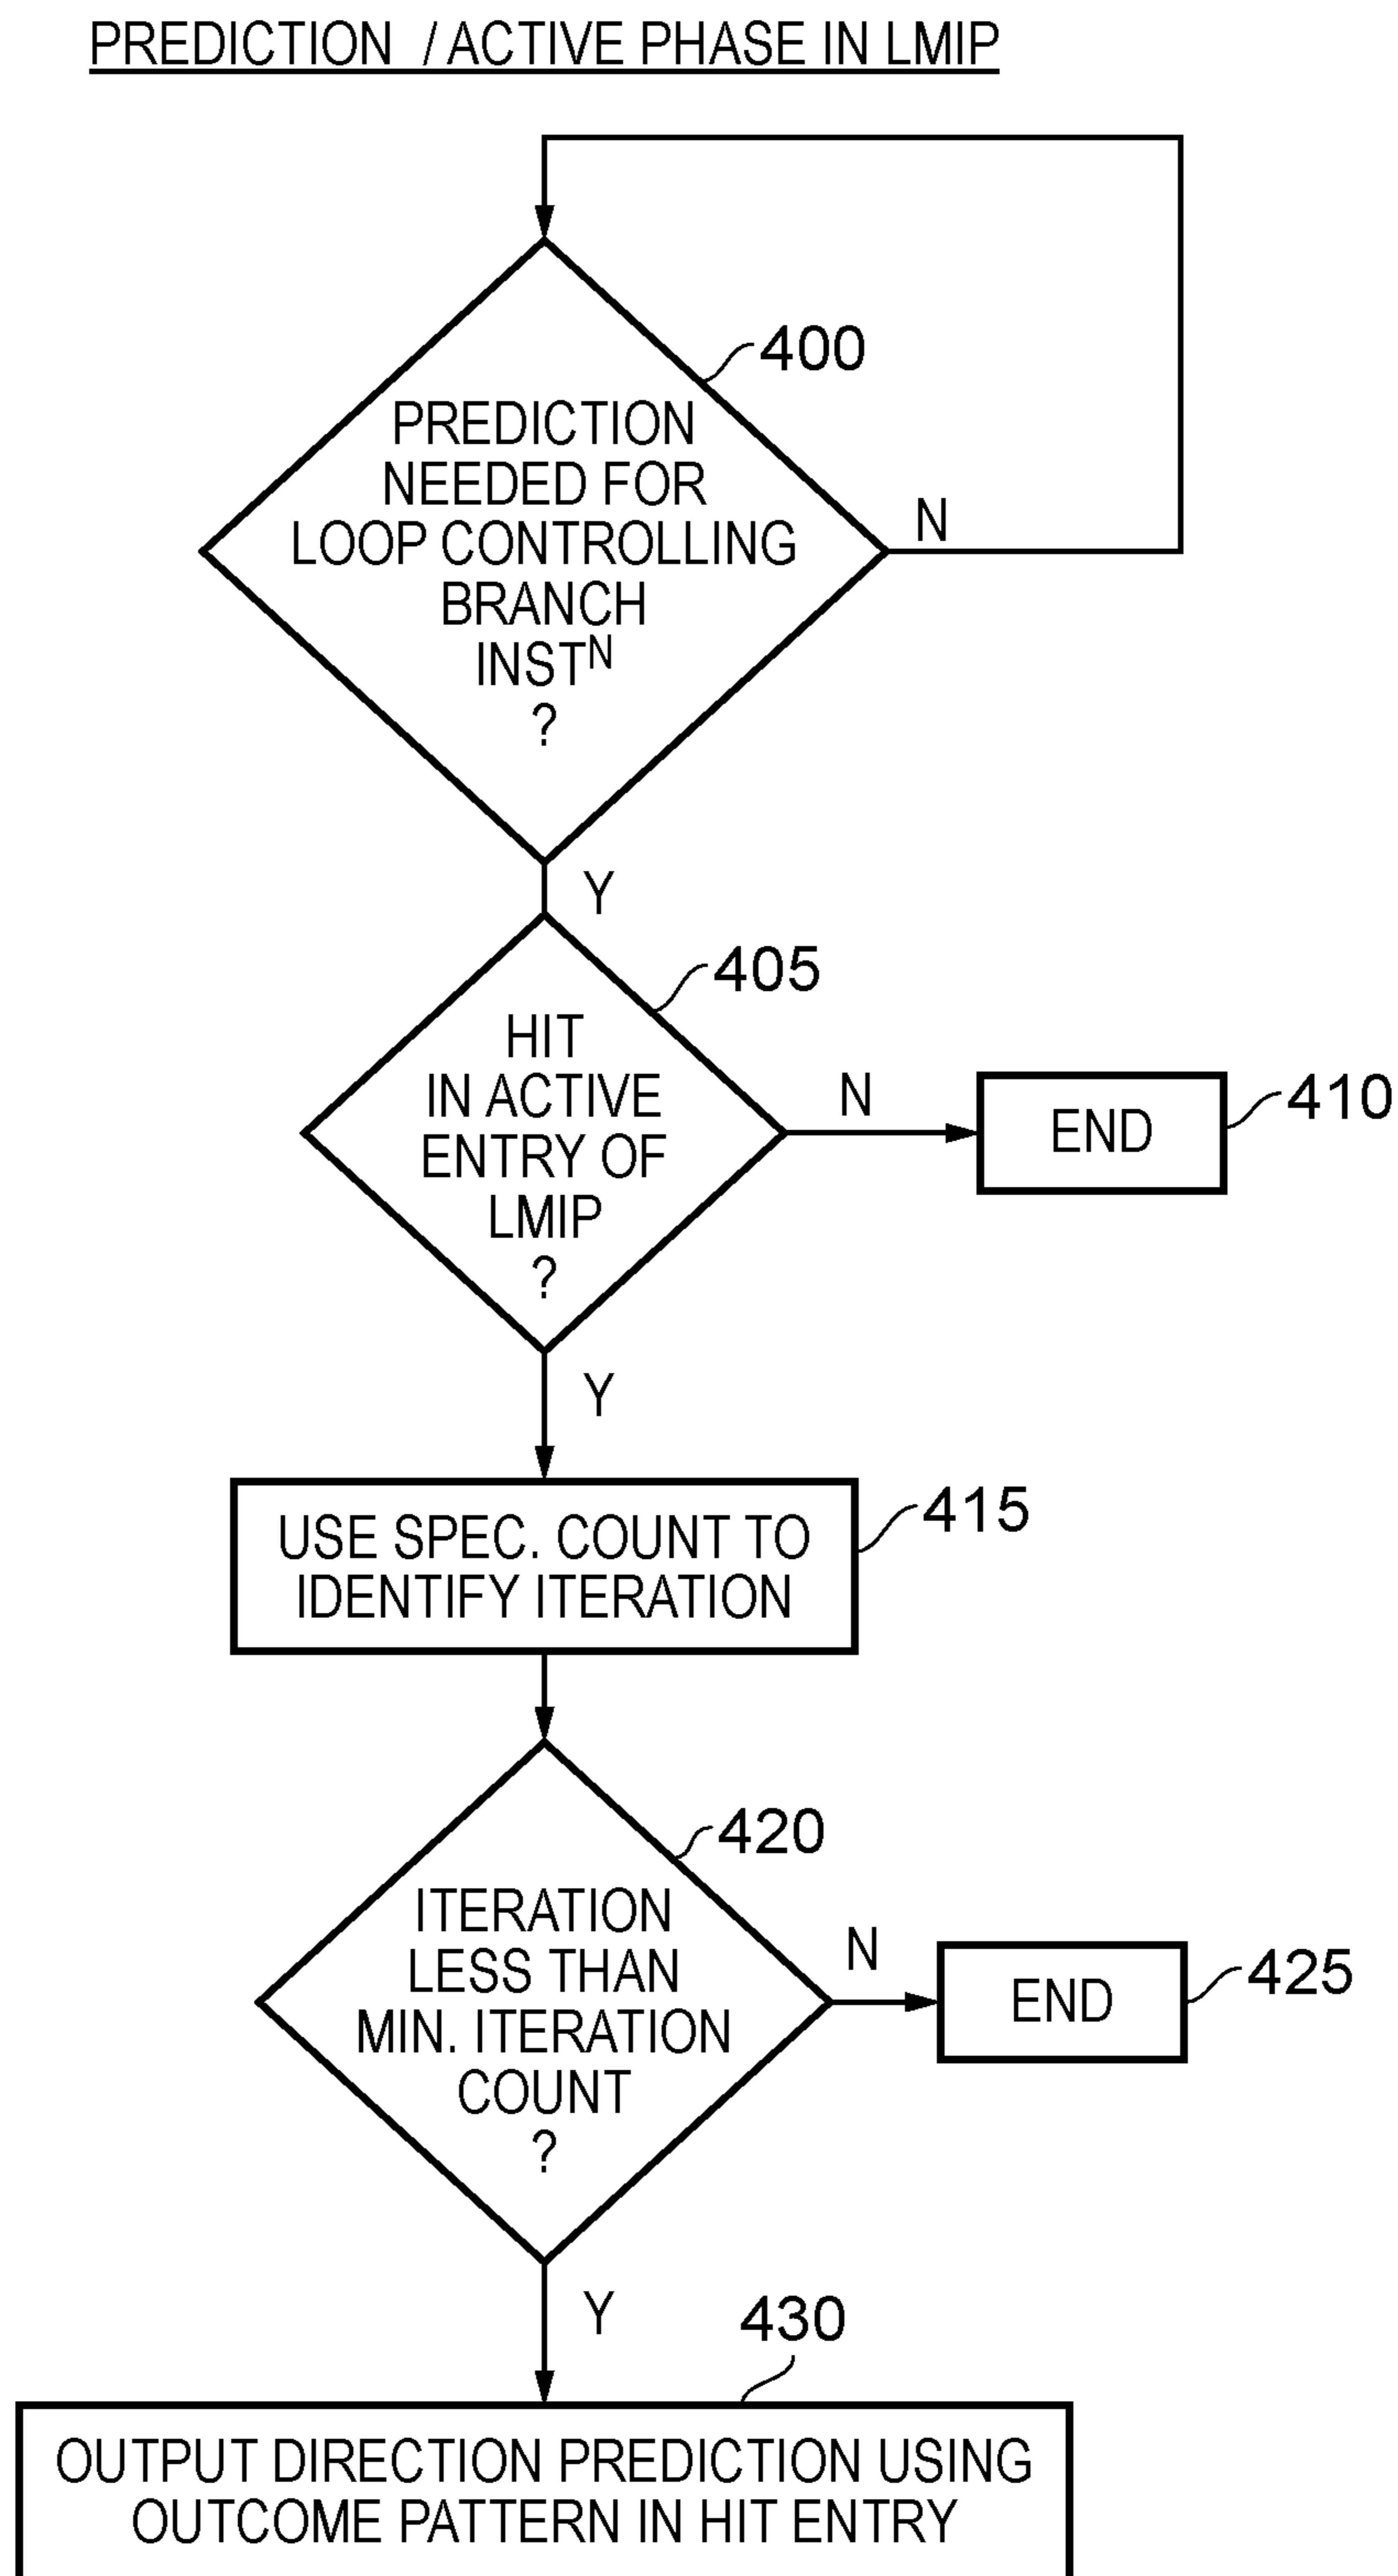 PREDICTION / ACTIVE PHASE IN LMIP
400
PREDICTION
NEEDED FOR
LOOP CONTROLLING
BRANCH
INSTᴺ
?
N
Y
405
HIT
IN ACTIVE
ENTRY OF
LMIP
?
N
END
410
Y
USE SPEC. COUNT TO
IDENTIFY ITERATION
415
420
ITERATION
LESS THAN
MIN. ITERATION
COUNT
?
N
END
425
Y
430
OUTPUT DIRECTION PREDICTION USING
OUTCOME PATTERN IN HIT ENTRY